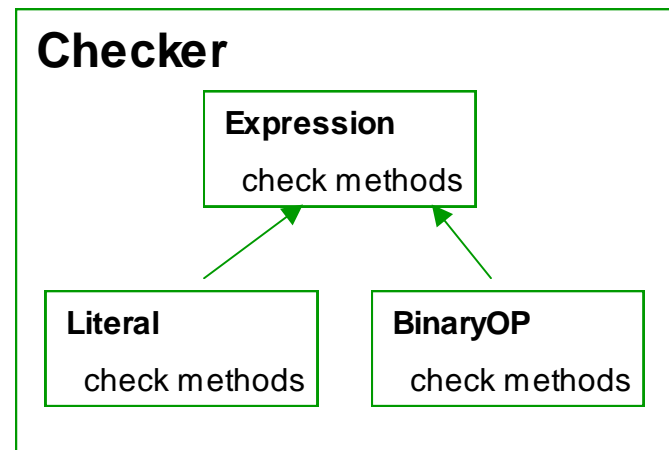 Checker
Expression
check methods
Literal
check methods
BinaryOP
check methods